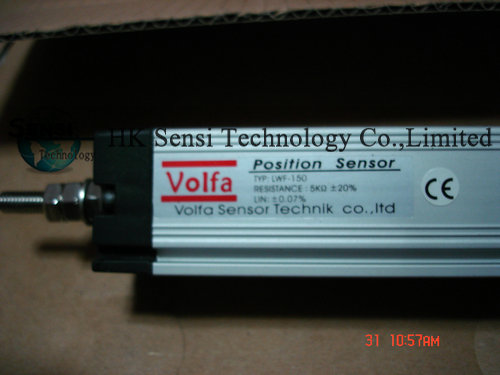 HK Sensi Technology Co.,Limited
Technology
Volfa
Position Sensor
TYP: LWF-150
RESISTANCE : 5KΩ ±20%
LIN: ±0.07%
Volfa Sensor Technik co.,ltd
CE
31 10:57AM